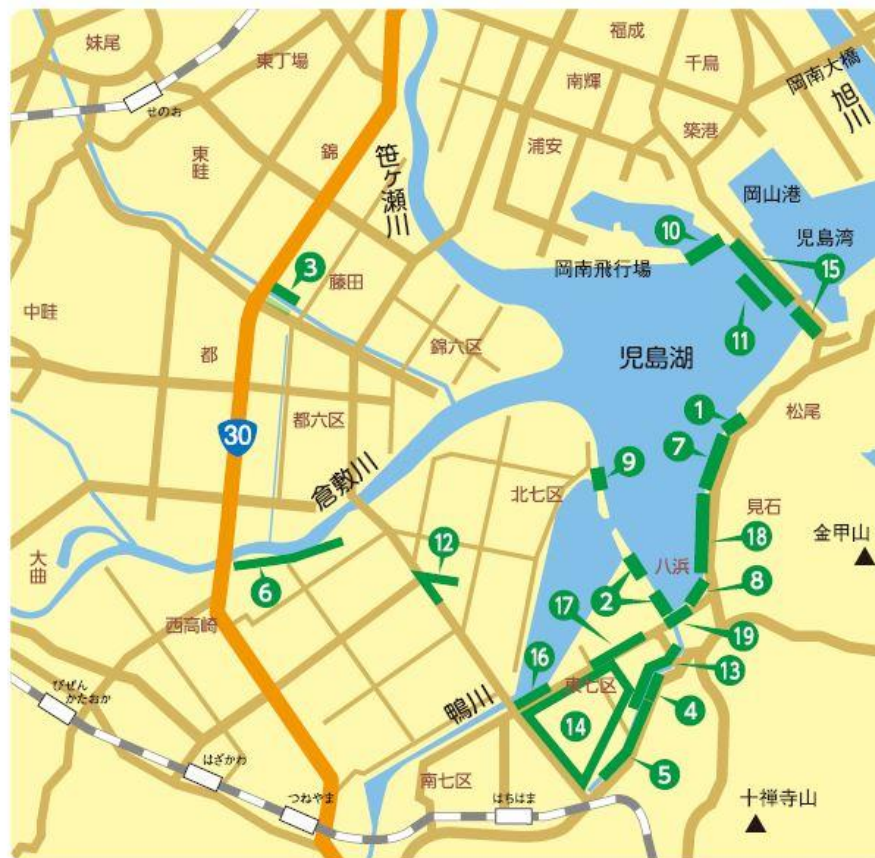 妹尾
東丁場
福成
千鳥
岡南大橋
旭川
せのお
南輝
築港
東畦
錦
笹ヶ瀬川
浦安
岡山港
児島湾
10
15
3
藤田
岡南飛行場
11
中畦
都
錦六区
児島湖
1
松尾
都六区
30
7
倉敷川
9
北七区
見石
18
金甲山
大曲
12
八浜
6
2
8
17
19
西高崎
16
東七区
13
びぜん
かたおか
鴨川
14
4
はざかわ
5
南七区
つねやま
はちはま
十禅寺山